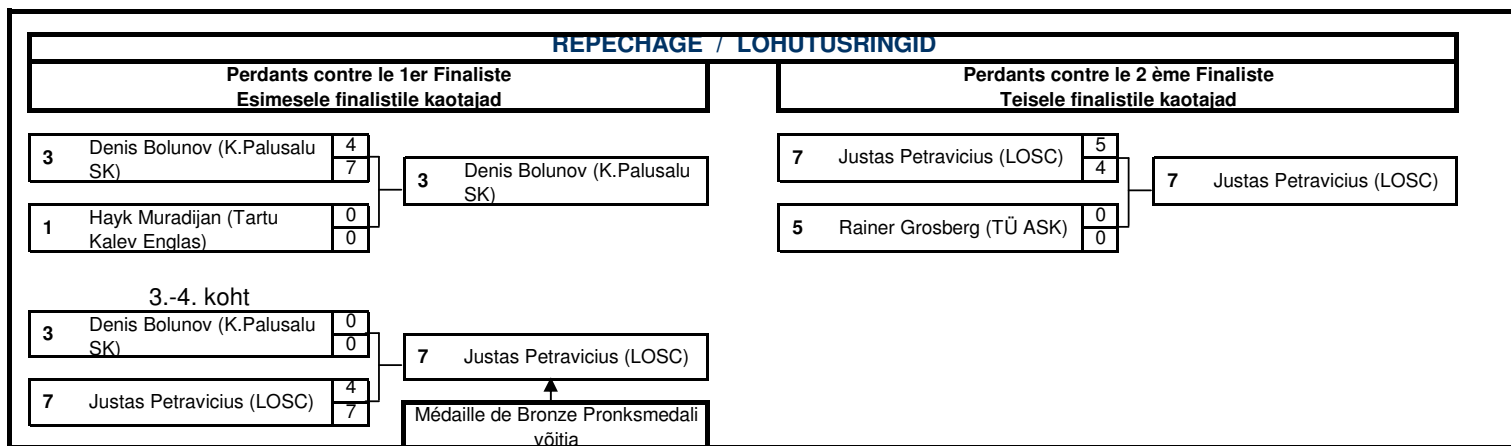 REPECHAGE / LOHUTUSRINGID
Perdants contre le 1er Finaliste
Esimesele finalistile kaotajad
Perdants contre le 2 ème Finaliste
Teisele finalistile kaotajad
3 Denis Bolunov (K.Palusalu 4
SK) 7
3 Denis Bolunov (K.Palusalu
SK)
1 Hayk Muradijan (Tartu 0
Kalev Englas) 0
7 Justas Petravicius (LOSC) 5
4
7 Justas Petravicius (LOSC)
5 Rainer Grosberg (TÜ ASK) 0
0
3.-4. koht
3 Denis Bolunov (K.Palusalu 0
SK) 0
7 Justas Petravicius (LOSC)
7 Justas Petravicius (LOSC) 4
7
Médaille de Bronze Pronksmedali
võitja